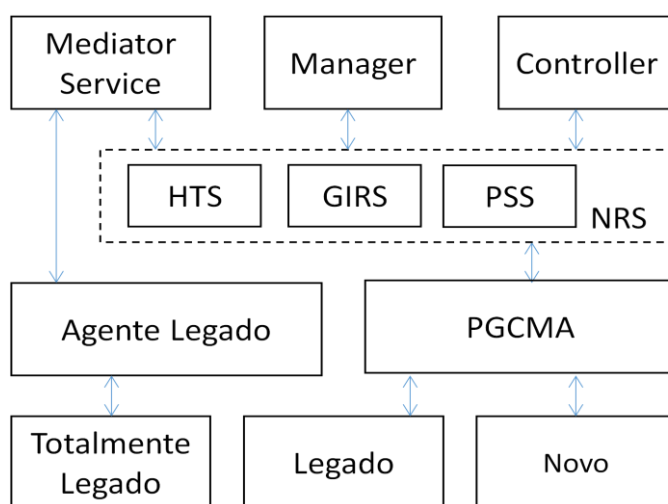 Mediator
Service
Manager
Controller
HTS
GIRS
PSS
NRS
Agente Legado
PGCMA
Totalmente
Legado
Legado
Novo